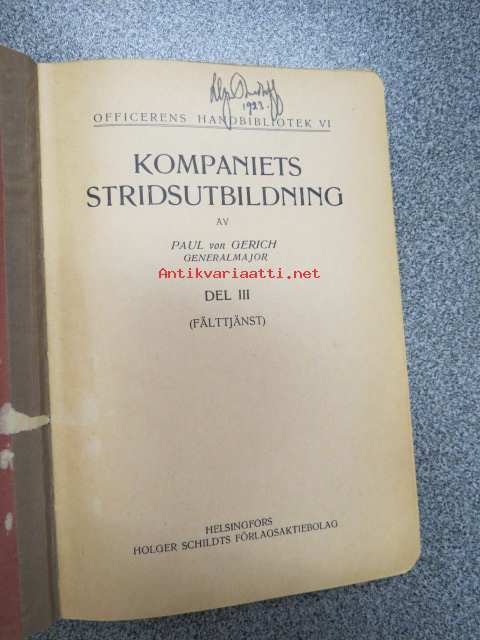 1923.
OFFICERENS HANDBIBLIOTEK VI
KOMPANIETS
STRIDSUTBILDNING
AV
PAUL von GERICH
GENERALMAJOR
Antikvariaatti.net
DEL III
(FÄLTTJÄNST)
HELSINGFORS
HOLGER SCHILDTS FÖRLAGSAKTIEBOLAG